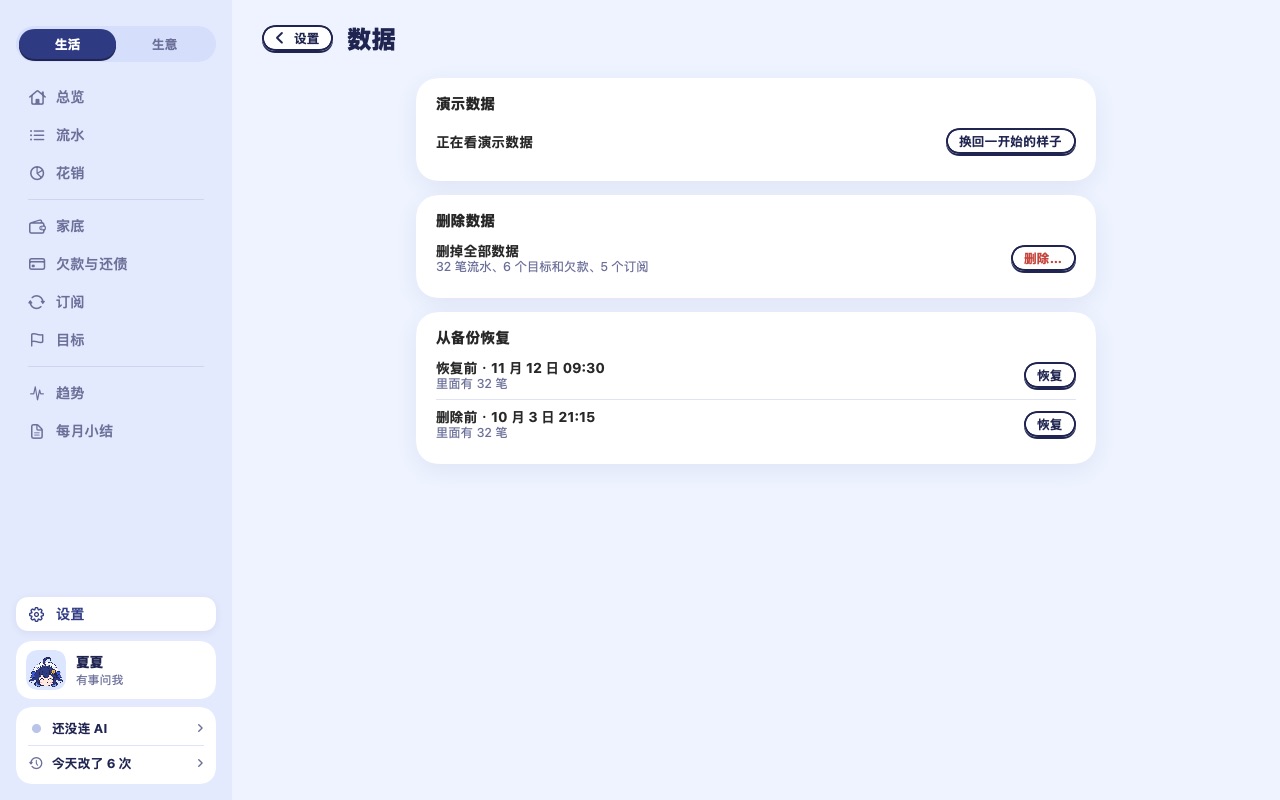 生活
生意
总览
流水
花销
家底
欠款与还债
订阅
目标
趋势
每月小结
设置
夏夏
有事问我
还没连 AI
今天改了 6 次
设置
数据
演示数据
正在看演示数据
换回一开始的样子
删除数据
删掉全部数据
32 笔流水、6 个目标和欠款、5 个订阅
删除…
从备份恢复
恢复前 · 11 月 12 日 09:30
里面有 32 笔
恢复
删除前 · 10 月 3 日 21:15
里面有 32 笔
恢复